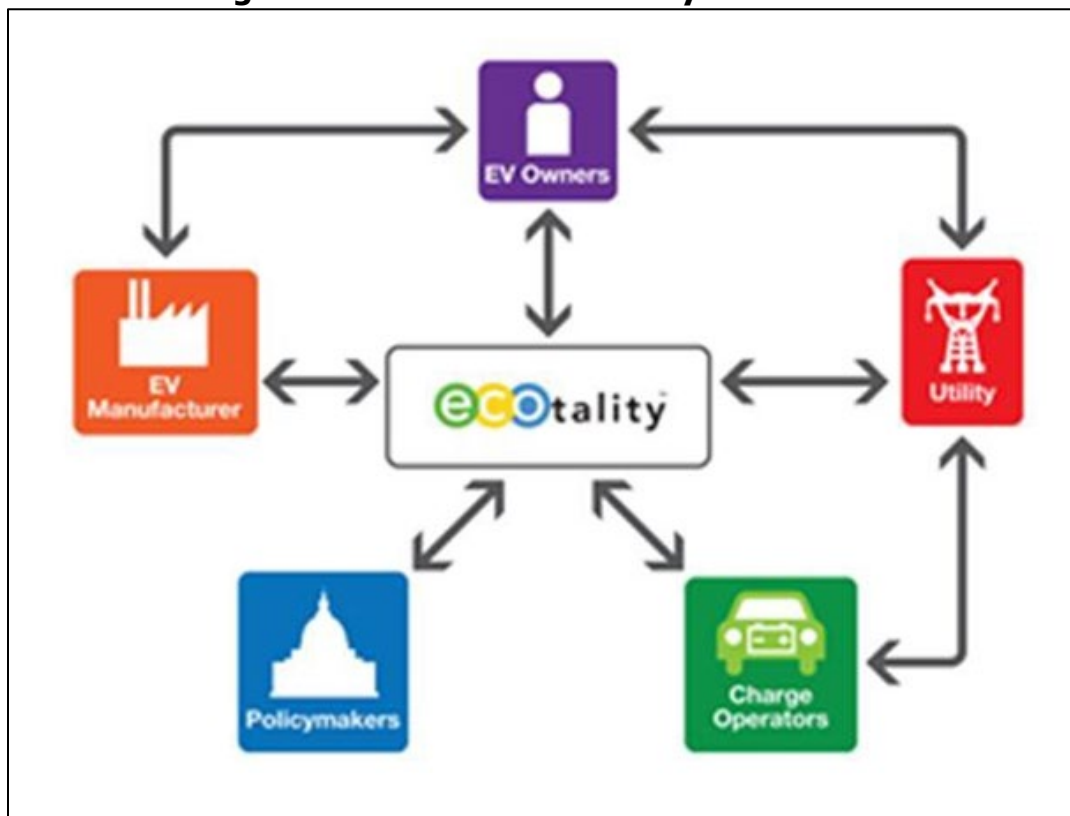 EV Owners
EV
Manufacturer
ecotality
Utility
Policymakers
Charge
Operators